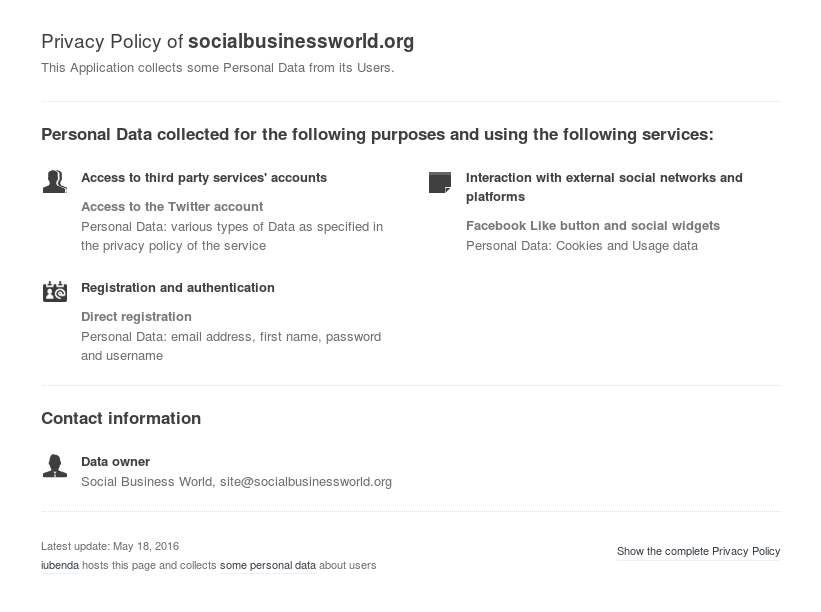 Privacy Policy of socialbusinessworld.org
This Application collects some Personal Data from its Users.
Personal Data collected for the following purposes and using the following services:
Access to third party services' accounts
Access to the Twitter account
Personal Data: various types of Data as specified in
the privacy policy of the service
Interaction with external social networks and
platforms
Facebook Like button and social widgets
Personal Data: Cookies and Usage data
Registration and authentication
Direct registration
Personal Data: email address, first name, password
and username
Contact information
Data owner
Social Business World, site@socialbusinessworld.org
Latest update: May 18, 2016
iubenda hosts this page and collects some personal data about users
Show the complete Privacy Policy